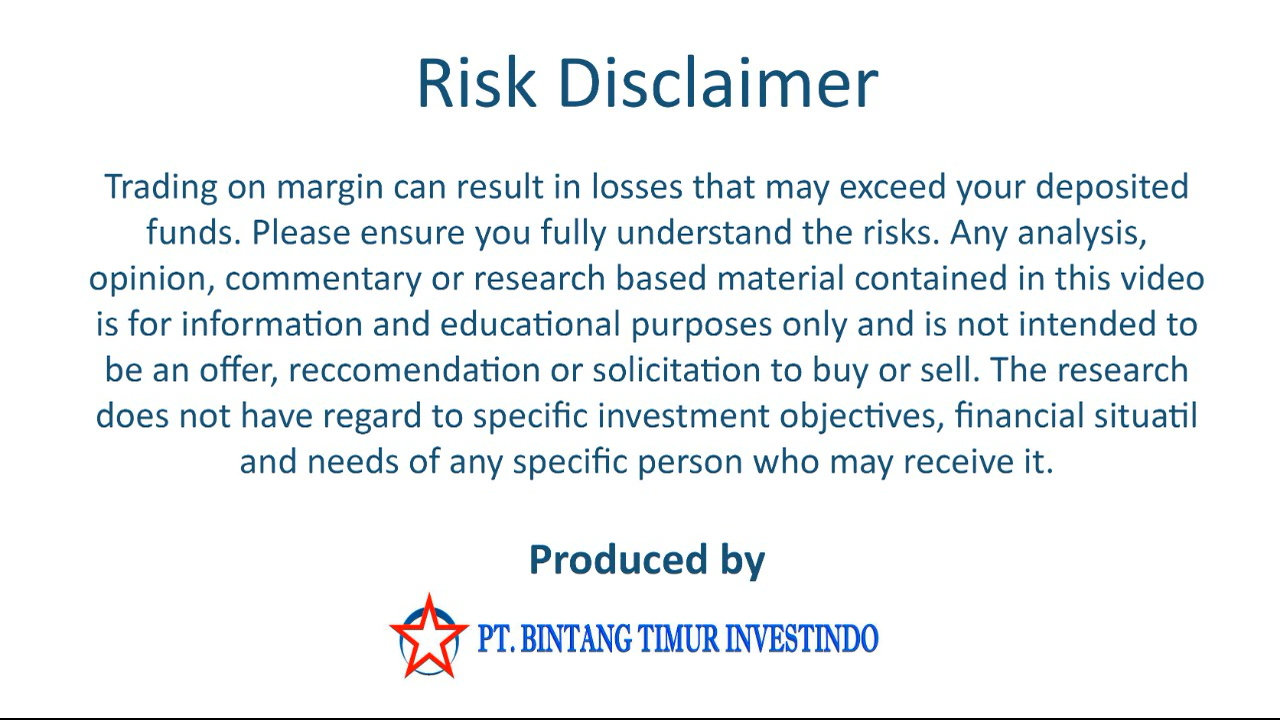 Risk Disclaimer
Trading on margin can result in losses that may exceed your deposited
funds. Please ensure you fully understand the risks. Any analysis,
opinion, commentary or research based material contained in this video
is for information and educational purposes only and is not intended to
be an offer, reccomendation or solicitation to buy or sell. The research
does not have regard to specific investment objectives, financial situatil
and needs of any specific person who may receive it.
Produced by
PT. BINTANG TIMUR INVESTINDO